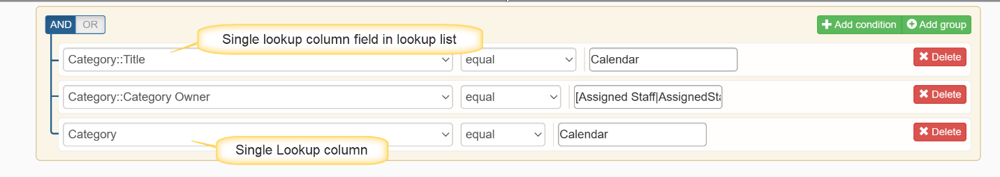 AND OR
Add condition Add group
Single lookup column field in lookup list
Category::Title equal Calendar Delete
Category::Category Owner equal [Assigned Staff|AssignedSta Delete
Category equal Calendar Delete
Single Lookup column